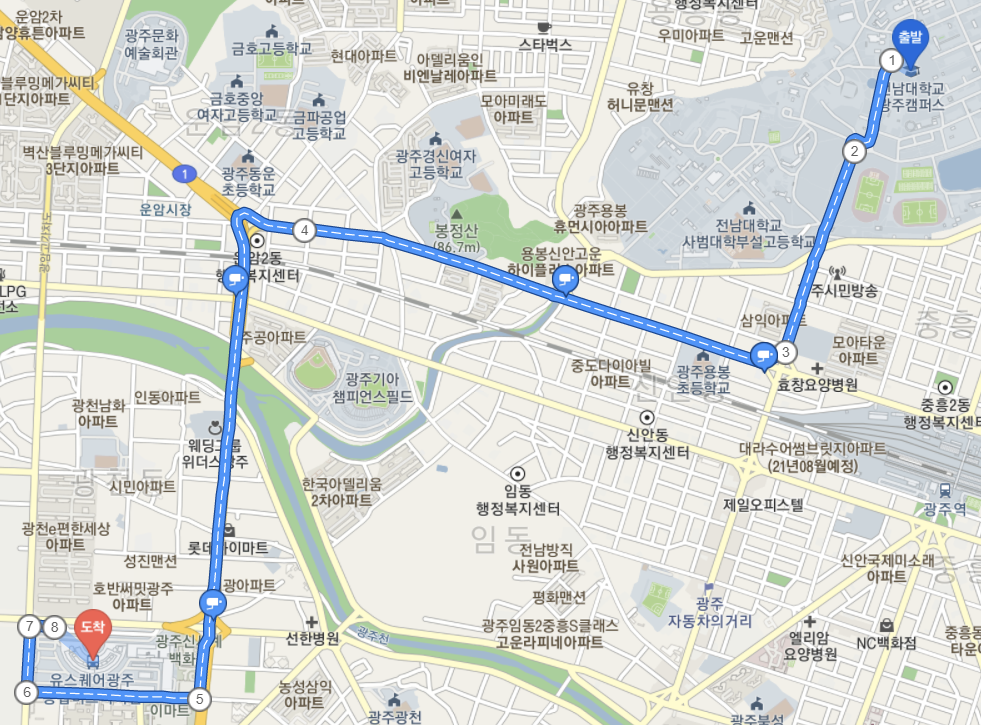 운암2차
행정복지센터
우미아파트
고운맨션
출발
1
광주문화
예술회관
금호고등학교
현대아파트
스타벅스
아델리움인
비엔날레아파트
전남대학교
광주캠퍼스
금호중앙
여자고등학교
금파공업
고등학교
모아미래도
아파트
유창
허니문맨션
2
벽산블루밍메가씨티
3단지아파트
광주동운
초등학교
광주경신여자
고등학교
1
운암시장
봉정산
(86.7m)
광주용봉
휴먼시아아파트
전남대학교
사범대학부설고등학교
4
운암2동
행정복지센터
용봉신안고운
하이플러스아파트
주시민방송
LPG
삼익아파트
3
모아타운
아파트
주공아파트
중도다이아빌
아파트
광주용봉
초등학교
효창요양병원
광주기아
챔피언스필드
인동아파트
광천남화
아파트
중흥2동
행정복지센터
신안동
행정복지센터
웨딩그룹
위더스광주
대라수어썸브릿지아파트
(21년08월예정)
광천동
시민아파트
한국아델리움
2차아파트
임동
행정복지센터
제일오피스텔
광주역
광천e편한세상
아파트
임동
롯데하이마트
성진맨션
전남방직
사원아파트
신안국제미소래
아파트
호반써밋광주
아파트
광아파트
평화맨션
광주
자동차의거리
7
8
도착
광주신세계
백화점
선한병원
광주천
광주임동2중흥S클래스
고운라피네아파트
엘리암
요양병원
NC백화점
유스퀘어광주
6
5
이마트
농성삼익
아파트
광주광천
광주북성